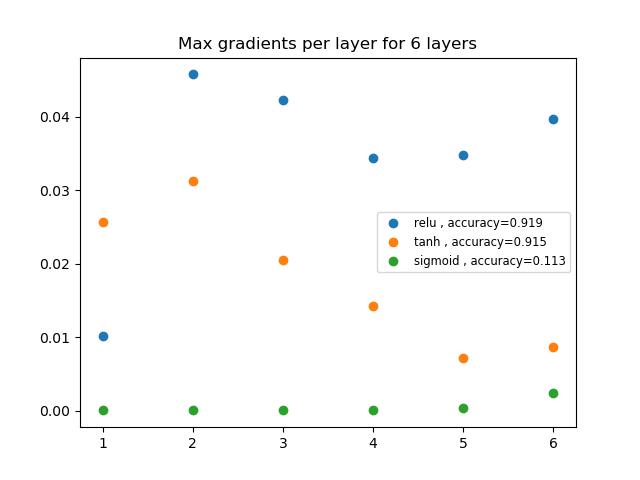 Max gradients per layer for 6 layers
0.04
0.03
0.02
0.01
0.00
relu , accuracy=0.919
tanh , accuracy=0.915
sigmoid , accuracy=0.113
1 2 3 4 5 6